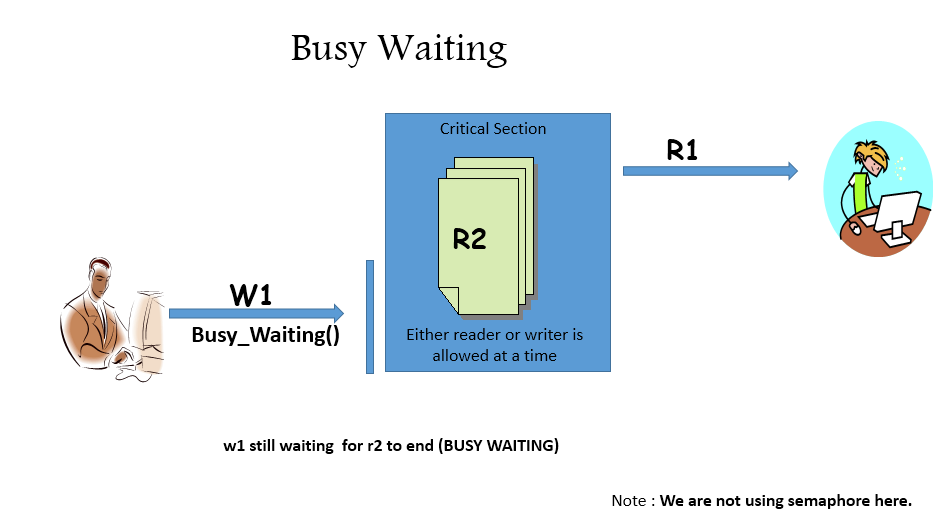 Busy Waiting
Critical Section
R1
R2
W1
Busy_Waiting()
Either reader or writer is
allowed at a time
w1 still waiting  for r2 to end (BUSY WAITING)
Note : We are not using semaphore here.